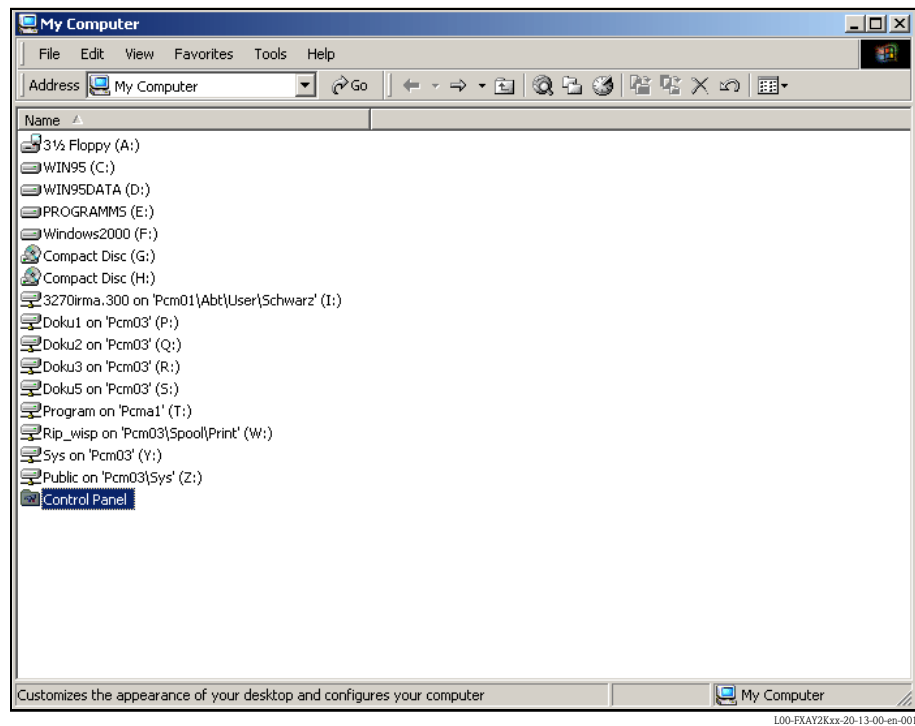 My Computer
File Edit View Favorites Tools Help
Address My Computer Go
Name
3½ Floppy (A:)
WIN95 (C:)
WIN95DATA (D:)
PROGRAMMS (E:)
Windows2000 (F:)
Compact Disc (G:)
Compact Disc (H:)
3270irma.300 on 'Pcm01\Abt\User\Schwarz' (I:)
Doku1 on 'Pcm03' (P:)
Doku2 on 'Pcm03' (Q:)
Doku3 on 'Pcm03' (R:)
Doku5 on 'Pcm03' (S:)
Program on 'Pcma1' (T:)
Rip_wisp on 'Pcm03\Spool\Print' (W:)
Sys on 'Pcm03' (Y:)
Public on 'Pcm03\Sys' (Z:)
Control Panel
Customizes the appearance of your desktop and configures your computer My Computer
L00-FXAY2Kxx-20-13-00-en-001